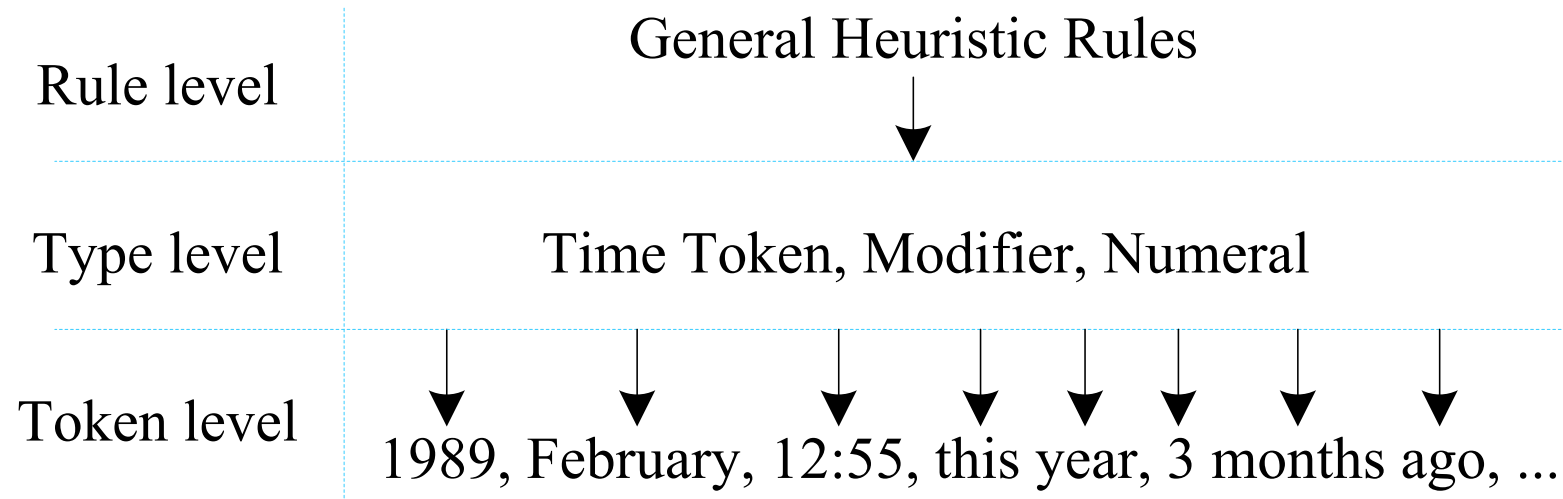 General Heuristic Rules
Rule level
Type level
Time Token, Modifier, Numeral
Token level
1989, February, 12:55, this year, 3 months ago, ...